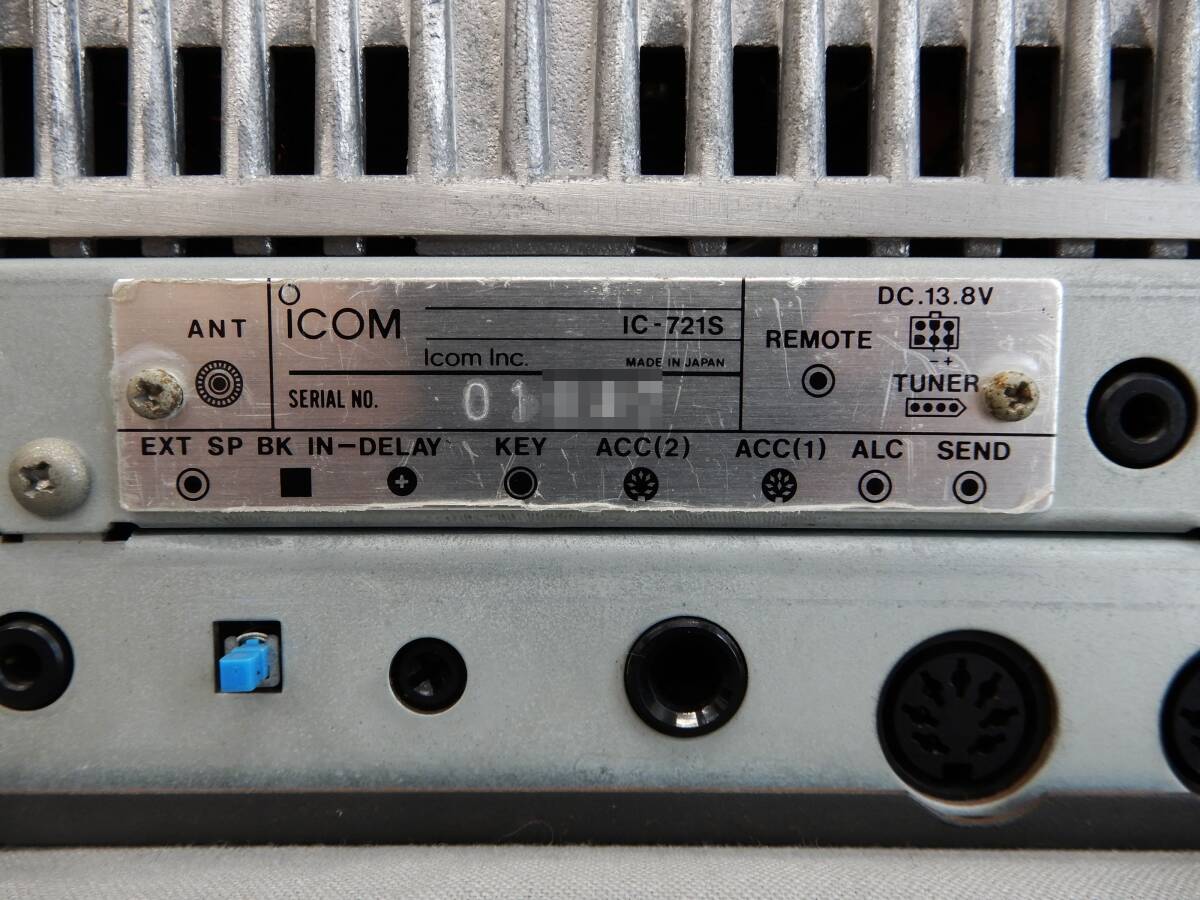 ANT
ICOM
IC-721S
Icom Inc.
MADE IN JAPAN
SERIAL NO. 01
REMOTE
DC.13.8V
- +
TUNER
EXT SP BK IN-DELAY KEY ACC(2) ACC(1) ALC SEND